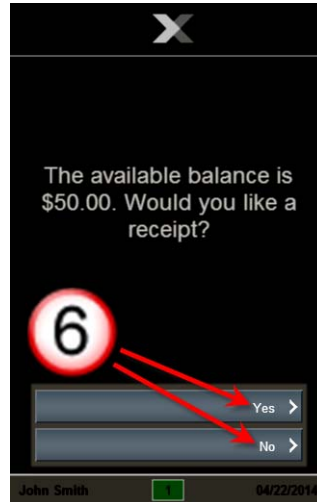 The available balance is
$50.00. Would you like a
receipt?
6
Yes
No
John Smith 1 04/22/2014